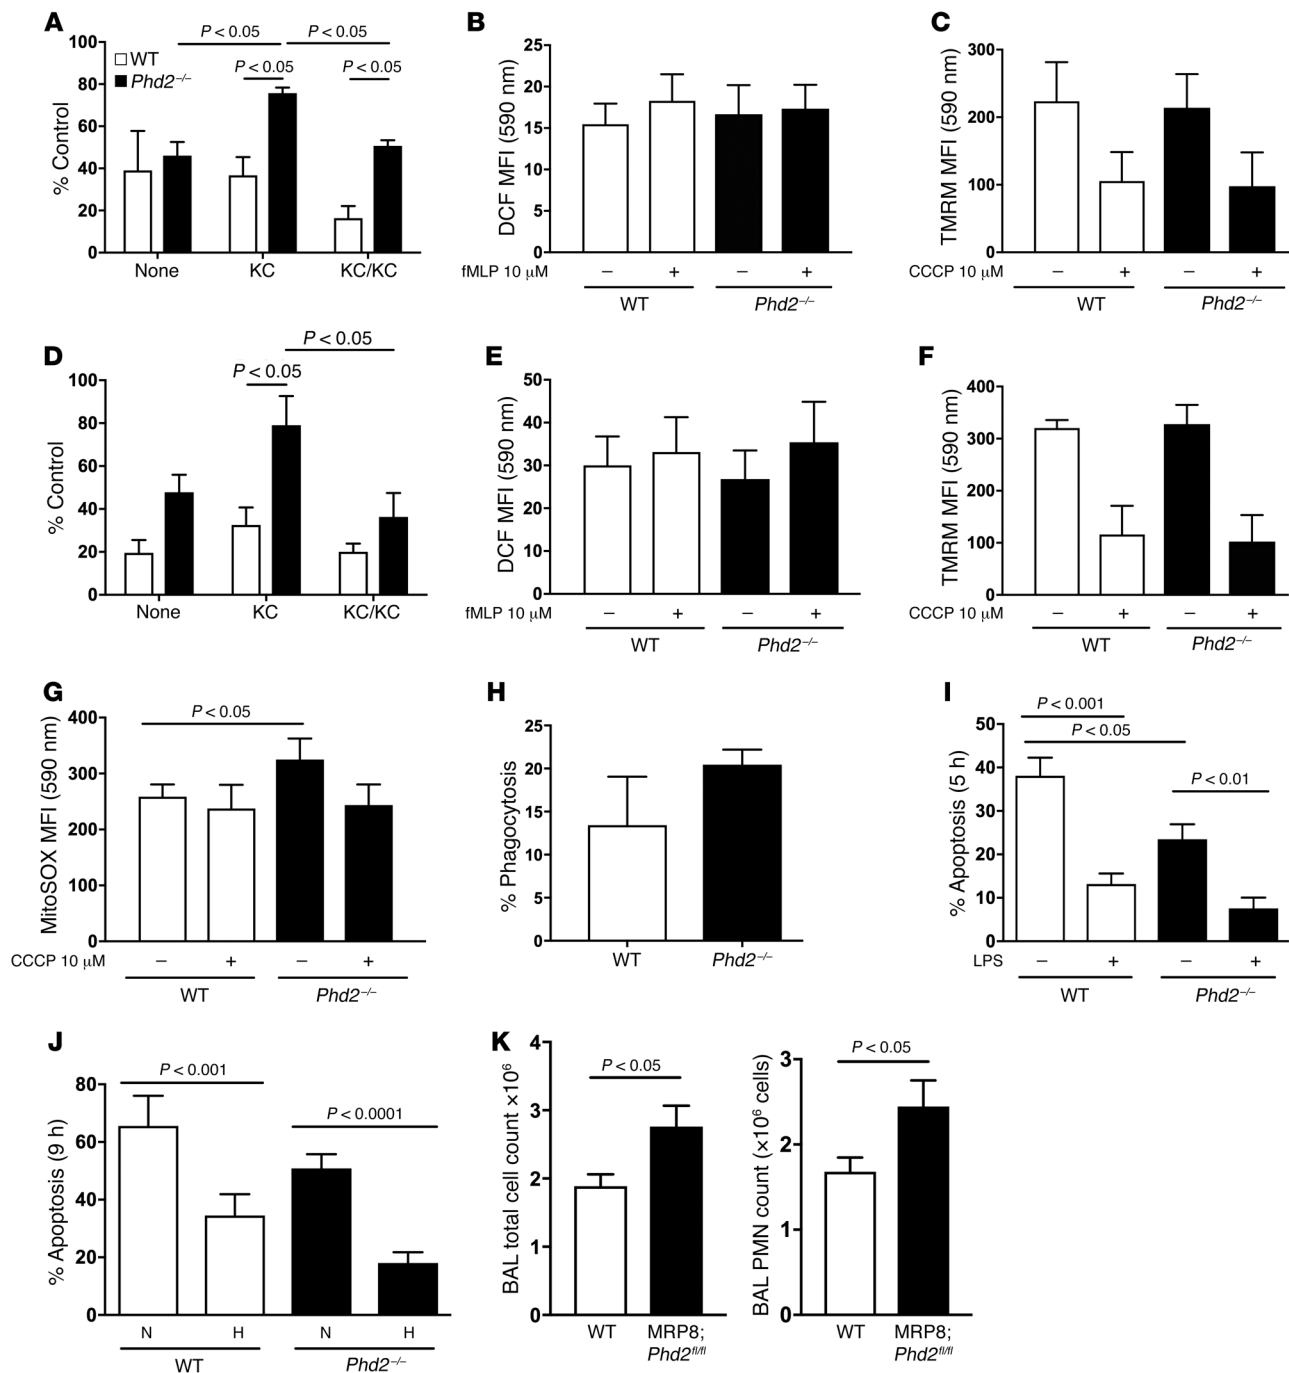 A
P < 0.05
P < 0.05
WT
Phd2−/−
P < 0.05
P < 0.05
% Control
100
80
60
40
20
0
None
KC
KC/KC
B
DCF MFI (590 nm)
25
20
15
10
5
0
fMLP 10 μM
−
+
−
+
WT
Phd2−/−
C
TMRM MFI (590 nm)
300
200
100
0
CCCP 10 μM
−
+
−
+
WT
Phd2−/−
D
P < 0.05
P < 0.05
% Control
100
80
60
40
20
0
None
KC
KC/KC
E
DCF MFI (590 nm)
50
40
30
20
10
0
fMLP 10 μM
−
+
−
+
WT
Phd2−/−
F
TMRM MFI (590 nm)
400
300
200
100
0
CCCP 10 μM
−
+
−
+
WT
Phd2−/−
G
P < 0.05
MitoSOX MFI (590 nm)
400
300
200
100
0
CCCP 10 μM
−
+
−
+
WT
Phd2−/−
H
% Phagocytosis
25
20
15
10
5
0
WT
Phd2−/−
I
P < 0.001
P < 0.05
P < 0.01
% Apoptosis (5 h)
50
40
30
20
10
0
LPS
−
+
−
+
WT
Phd2−/−
J
P < 0.001
P < 0.0001
% Apoptosis (9 h)
80
60
40
20
0
N
H
N
H
WT
Phd2−/−
K
P < 0.05
BAL total cell count ×10⁶
4
3
2
1
0
WT
MRP8;
Phd2fl/fl
P < 0.05
BAL PMN count (×10⁶ cells)
3
2
1
0
WT
MRP8;
Phd2fl/fl